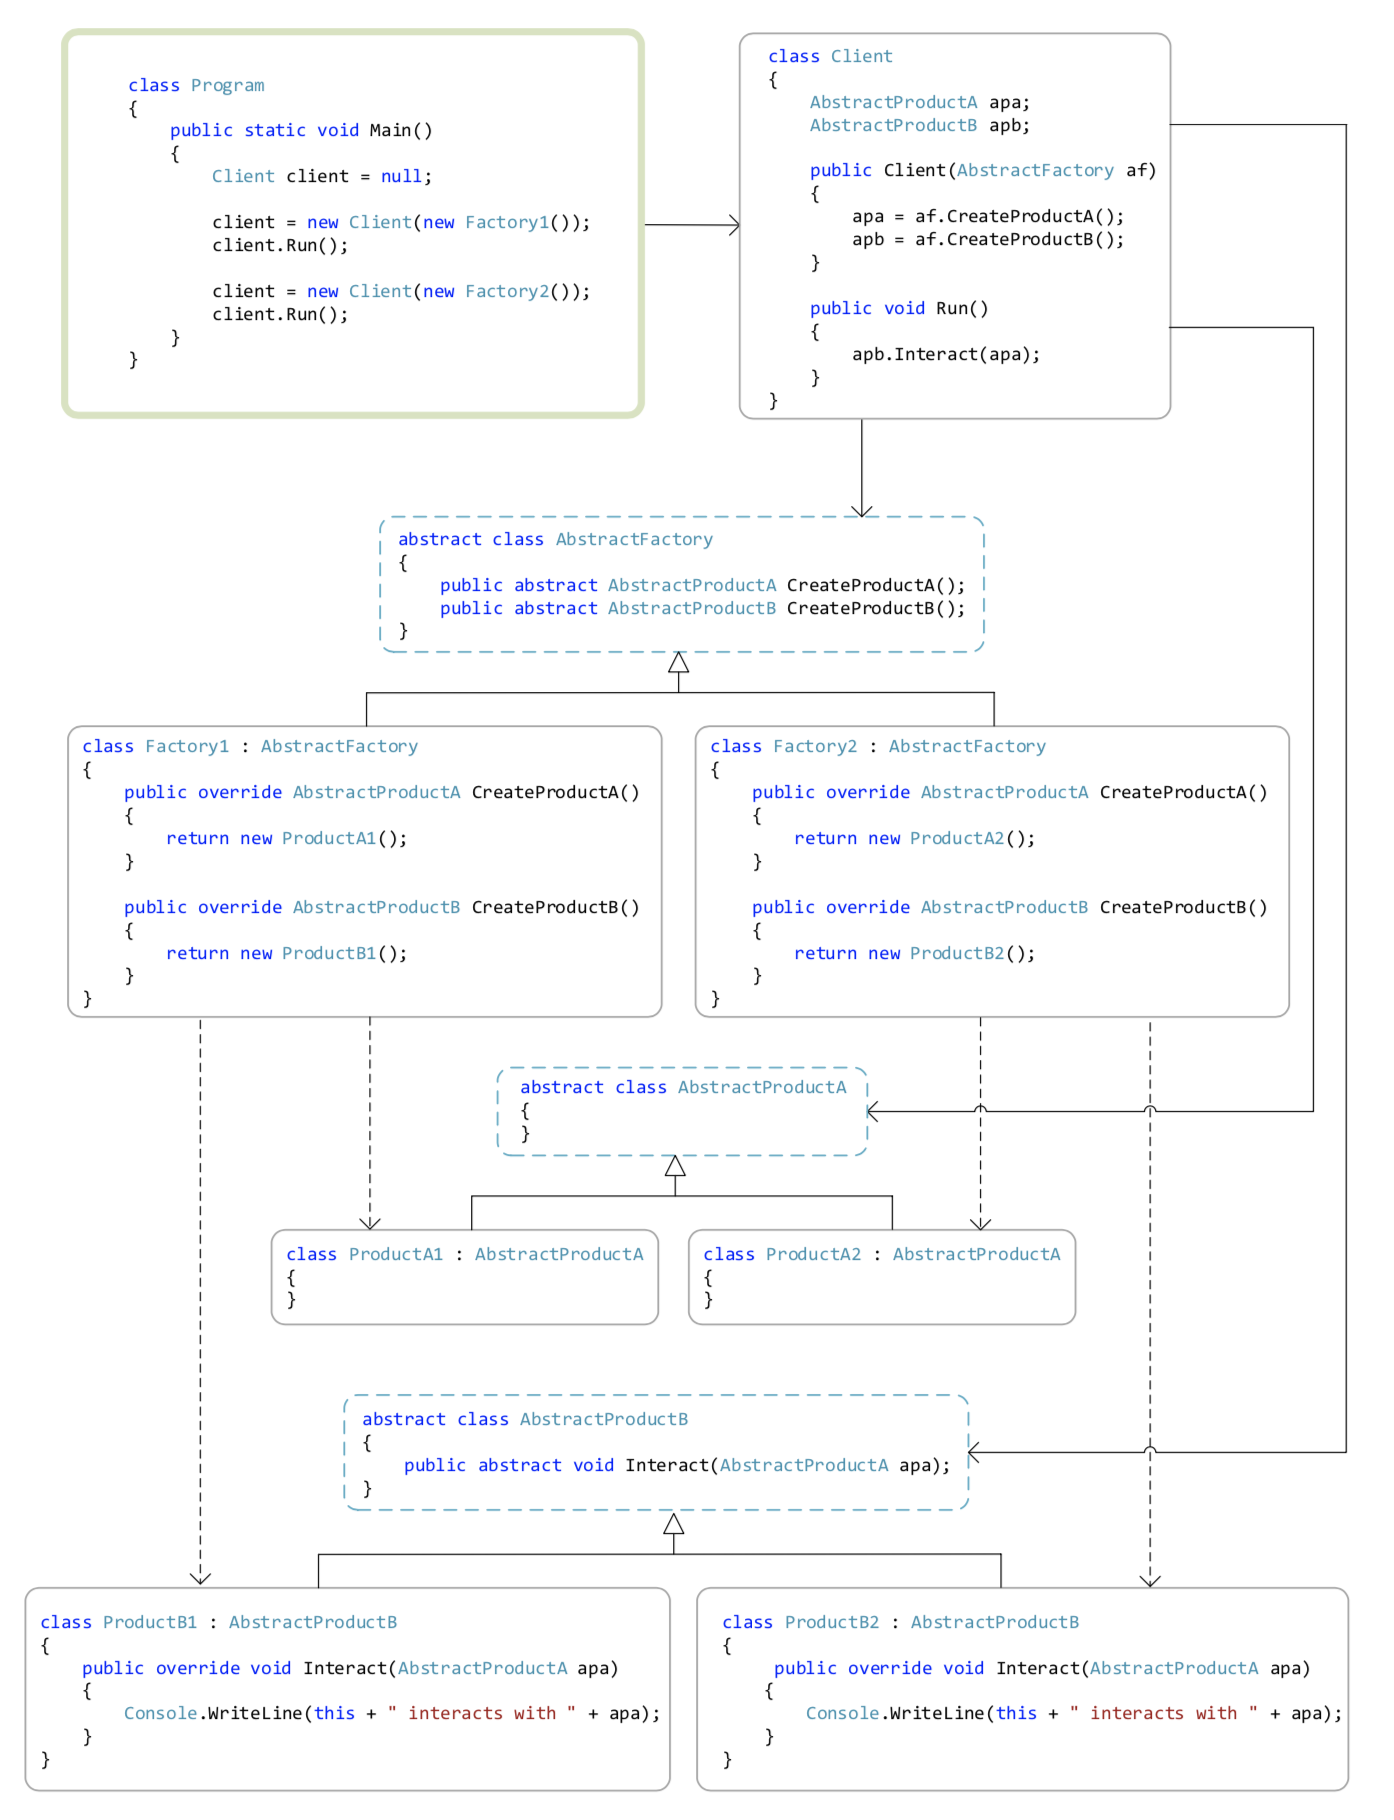 class Program
{
    public static void Main()
    {
        Client client = null;

        client = new Client(new Factory1());
        client.Run();

        client = new Client(new Factory2());
        client.Run();
    }
}
class Client
{
    AbstractProductA apa;
    AbstractProductB apb;

    public Client(AbstractFactory af)
    {
        apa = af.CreateProductA();
        apb = af.CreateProductB();
    }

    public void Run()
    {
        apb.Interact(apa);
    }
}
abstract class AbstractFactory
{
    public abstract AbstractProductA CreateProductA();
    public abstract AbstractProductB CreateProductB();
}
class Factory1 : AbstractFactory
{
    public override AbstractProductA CreateProductA()
    {
        return new ProductA1();
    }

    public override AbstractProductB CreateProductB()
    {
        return new ProductB1();
    }
}
class Factory2 : AbstractFactory
{
    public override AbstractProductA CreateProductA()
    {
        return new ProductA2();
    }

    public override AbstractProductB CreateProductB()
    {
        return new ProductB2();
    }
}
abstract class AbstractProductA
{
}
class ProductA1 : AbstractProductA
{
}
class ProductA2 : AbstractProductA
{
}
abstract class AbstractProductB
{
    public abstract void Interact(AbstractProductA apa);
}
class ProductB1 : AbstractProductB
{
    public override void Interact(AbstractProductA apa)
    {
        Console.WriteLine(this + " interacts with " + apa);
    }
}
class ProductB2 : AbstractProductB
{
    public override void Interact(AbstractProductA apa)
    {
        Console.WriteLine(this + " interacts with " + apa);
    }
}